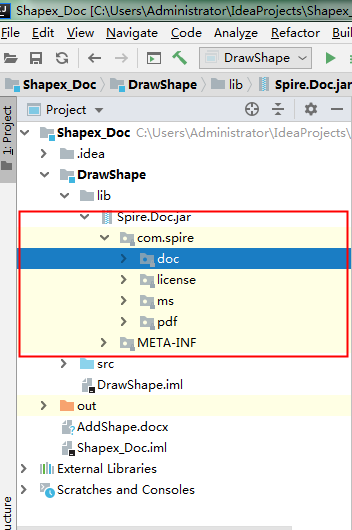 Shapex_Doc [C:\Users\Administrator\IdeaProjects\Shapex_
File Edit View Navigate Code Analyze Refactor B
DrawShape
Shapex_Doc DrawShape lib Spire.Doc.jar
1: Project
Project
Shapex_Doc C:\Users\Administrator\IdeaProjects\
.idea
DrawShape
lib
Spire.Doc.jar
com.spire
doc
license
ms
pdf
META-INF
src
DrawShape.iml
out
AddShape.docx
Shapex_Doc.iml
External Libraries
Scratches and Consoles
ucture